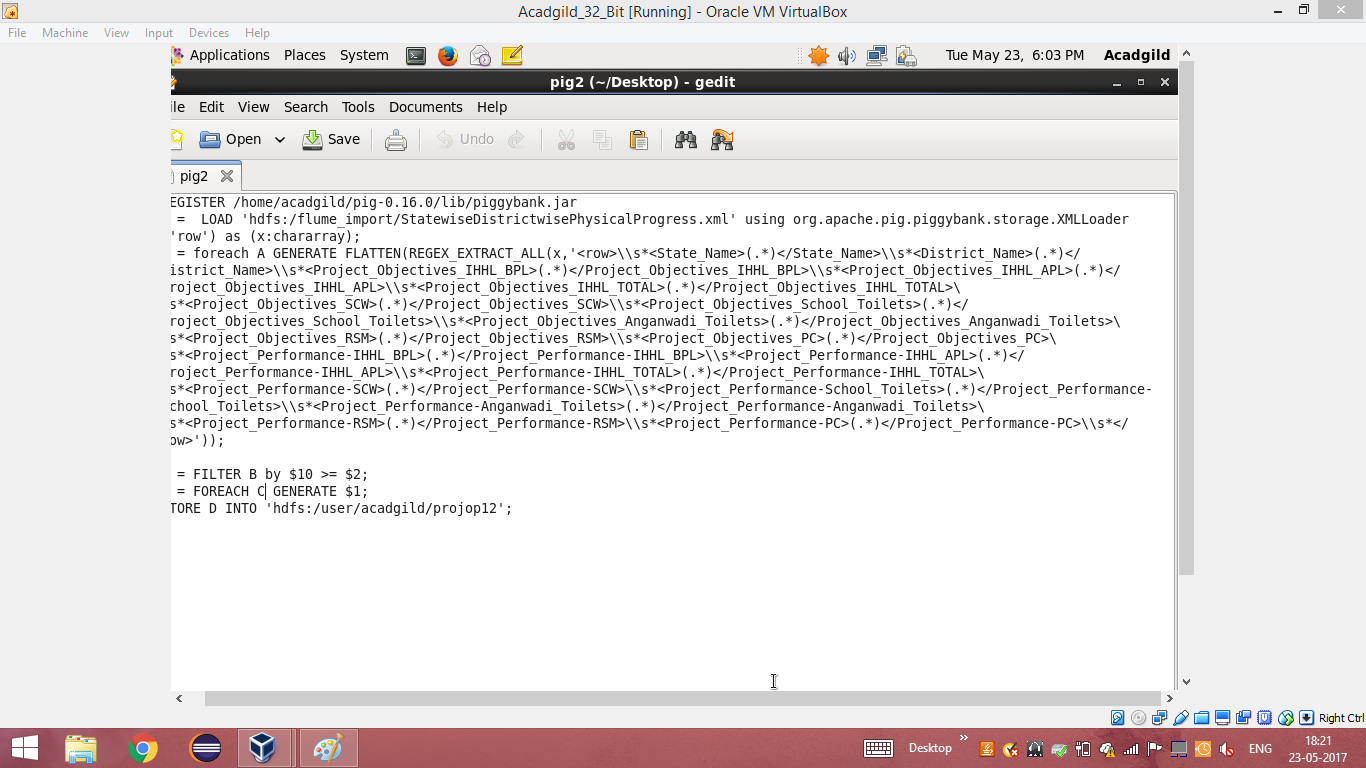 Acadgild_32_Bit [Running] - Oracle VM VirtualBox
File Machine View Input Devices Help
Applications Places System Tue May 23, 6:03 PM Acadgild
pig2 (~/Desktop) - gedit
ile Edit View Search Tools Documents Help
Open Save Undo
pig2
EGISTER /home/acadgild/pig-0.16.0/lib/piggybank.jar
= LOAD 'hdfs:/flume_import/StatewiseDistrictwisePhysicalProgress.xml' using org.apache.pig.piggybank.storage.XMLLoader
'row') as (x:chararray);
= foreach A GENERATE FLATTEN(REGEX_EXTRACT_ALL(x,'<row>\\s*<State_Name>(.*)</State_Name>\\s*<District_Name>(.*)</
istrict_Name>\\s*<Project_Objectives_IHHL_BPL>(.*)</Project_Objectives_IHHL_BPL>\\s*<Project_Objectives_IHHL_APL>(.*)</
roject_Objectives_IHHL_APL>\\s*<Project_Objectives_IHHL_TOTAL>(.*)</Project_Objectives_IHHL_TOTAL>\
s*<Project_Objectives_SCW>(.*)</Project_Objectives_SCW>\\s*<Project_Objectives_School_Toilets>(.*)</
roject_Objectives_School_Toilets>\\s*<Project_Objectives_Anganwadi_Toilets>(.*)</Project_Objectives_Anganwadi_Toilets>\
s*<Project_Objectives_RSM>(.*)</Project_Objectives_RSM>\\s*<Project_Objectives_PC>(.*)</Project_Objectives_PC>\
s*<Project_Performance-IHHL_BPL>(.*)</Project_Performance-IHHL_BPL>\\s*<Project_Performance-IHHL_APL>(.*)</
roject_Performance-IHHL_APL>\\s*<Project_Performance-IHHL_TOTAL>(.*)</Project_Performance-IHHL_TOTAL>\
s*<Project_Performance-SCW>(.*)</Project_Performance-SCW>\\s*<Project_Performance-School_Toilets>(.*)</Project_Performance-
chool_Toilets>\\s*<Project_Performance-Anganwadi_Toilets>(.*)</Project_Performance-Anganwadi_Toilets>\
s*<Project_Performance-RSM>(.*)</Project_Performance-RSM>\\s*<Project_Performance-PC>(.*)</Project_Performance-PC>\\s*</
ow>'));
= FILTER B by $10 >= $2;
= FOREACH C GENERATE $1;
TORE D INTO 'hdfs:/user/acadgild/projop12';
Right Ctrl
Desktop » ENG 18:21
23-05-2017